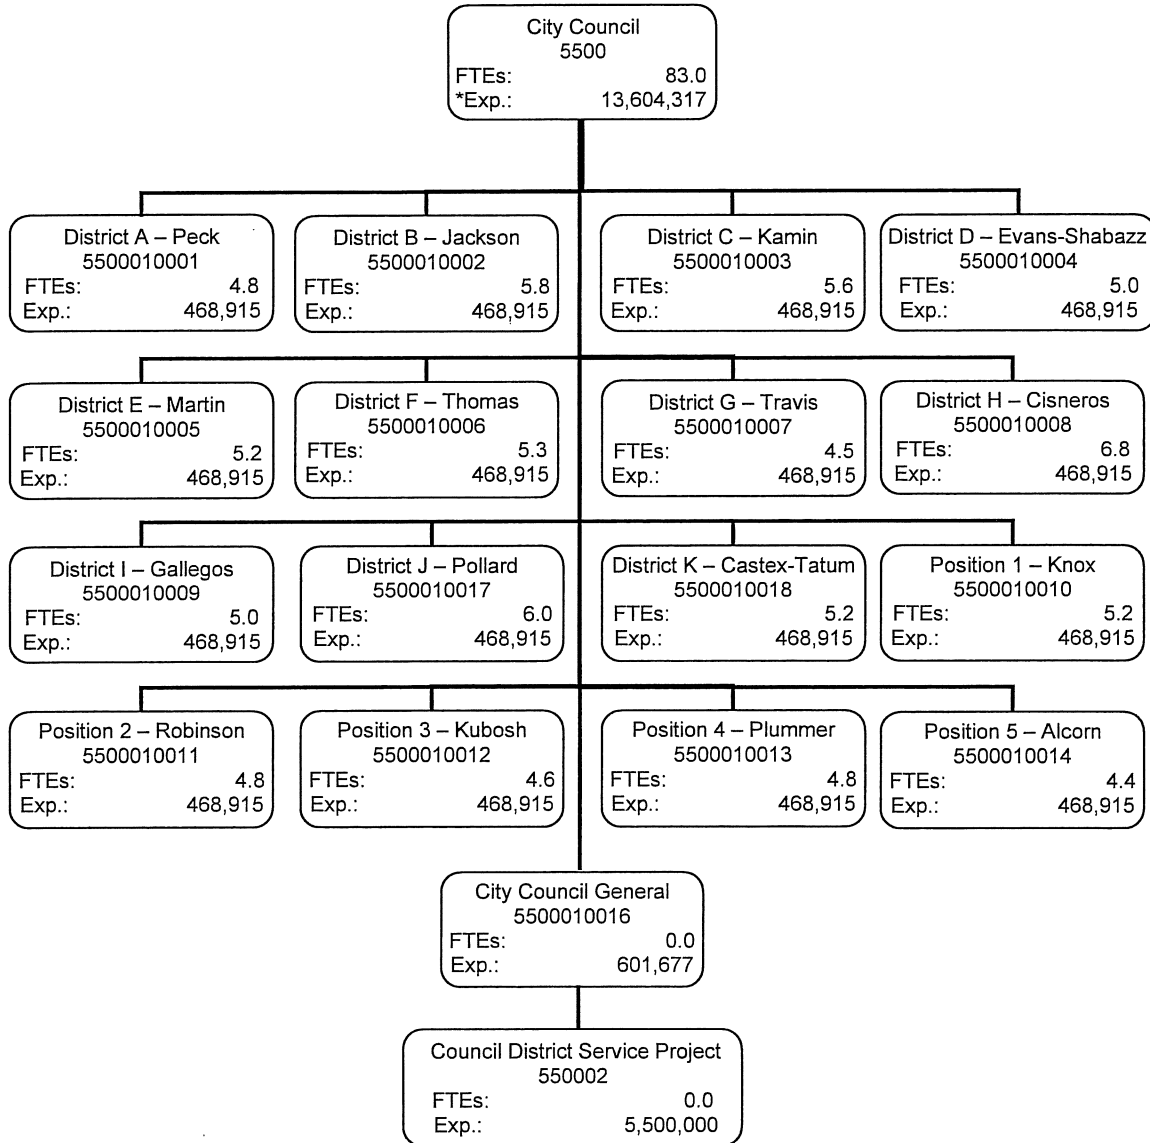 City Council
5500
FTEs: 83.0
*Exp.: 13,604,317
District A – Peck
5500010001
FTEs: 4.8
Exp.: 468,915
District B – Jackson
5500010002
FTEs: 5.8
Exp.: 468,915
District C – Kamin
5500010003
FTEs: 5.6
Exp.: 468,915
District D – Evans-Shabazz
5500010004
FTEs: 5.0
Exp.: 468,915
District E – Martin
5500010005
FTEs: 5.2
Exp.: 468,915
District F – Thomas
5500010006
FTEs: 5.3
Exp.: 468,915
District G – Travis
5500010007
FTEs: 4.5
Exp.: 468,915
District H – Cisneros
5500010008
FTEs: 6.8
Exp.: 468,915
District I – Gallegos
5500010009
FTEs: 5.0
Exp.: 468,915
District J – Pollard
5500010017
FTEs: 6.0
Exp.: 468,915
District K – Castex-Tatum
5500010018
FTEs: 5.2
Exp.: 468,915
Position 1 – Knox
5500010010
FTEs: 5.2
Exp.: 468,915
Position 2 – Robinson
5500010011
FTEs: 4.8
Exp.: 468,915
Position 3 – Kubosh
5500010012
FTEs: 4.6
Exp.: 468,915
Position 4 – Plummer
5500010013
FTEs: 4.8
Exp.: 468,915
Position 5 – Alcorn
5500010014
FTEs: 4.4
Exp.: 468,915
City Council General
5500010016
FTEs: 0.0
Exp.: 601,677
Council District Service Project
550002
FTEs: 0.0
Exp.: 5,500,000